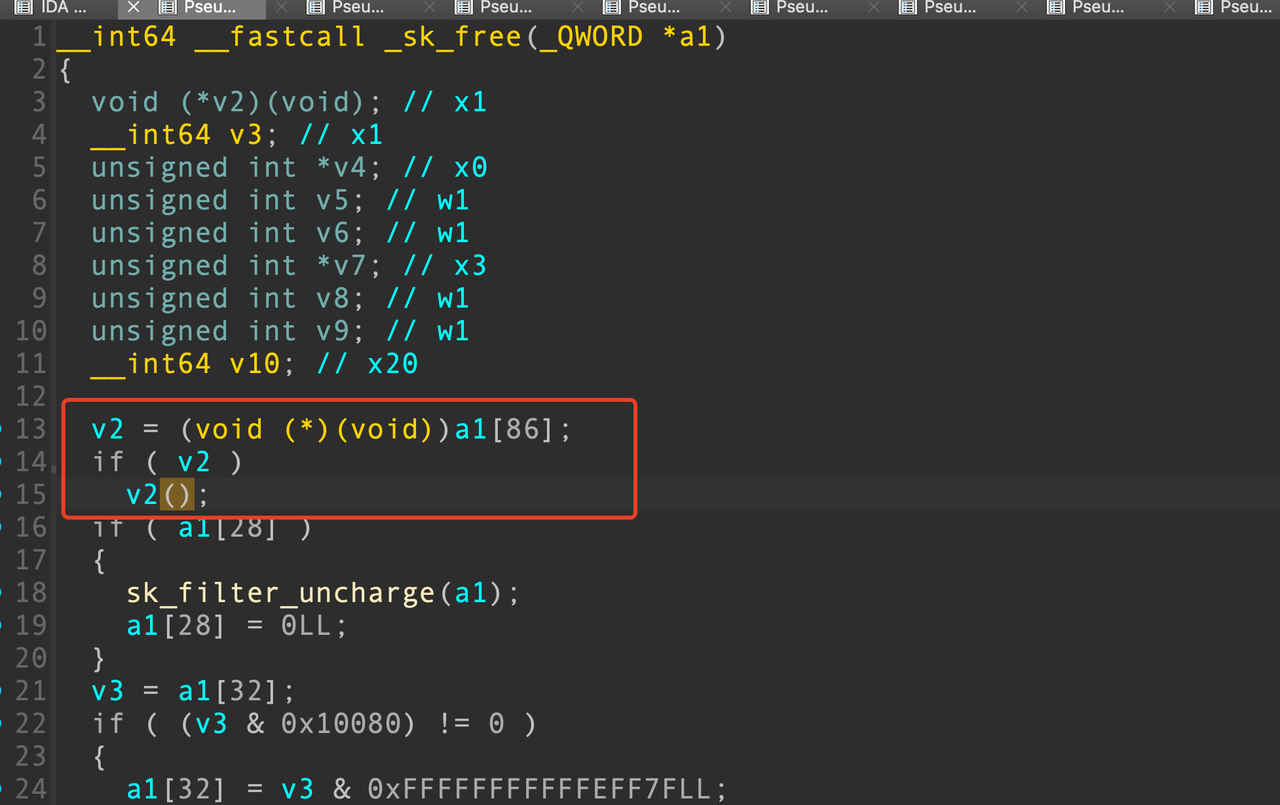 IDA ... Pseu... Pseu... Pseu... Pseu... Pseu... Pseu... Pseu... Pseu...
1 __int64 __fastcall _sk_free(_QWORD *a1)
2 {
3 void (*v2)(void); // x1
4 __int64 v3; // x1
5 unsigned int *v4; // x0
6 unsigned int v5; // w1
7 unsigned int v6; // w1
8 unsigned int *v7; // x3
9 unsigned int v8; // w1
10 unsigned int v9; // w1
11 __int64 v10; // x20
12
13 v2 = (void (*)(void))a1[86];
14 if ( v2 )
15 v2();
16 if ( a1[28] )
17 {
18 sk_filter_uncharge(a1);
19 a1[28] = 0LL;
20 }
21 v3 = a1[32];
22 if ( (v3 & 0x10080) != 0 )
23 {
24 a1[32] = v3 & 0xFFFFFFFFFFFEFF7FLL;